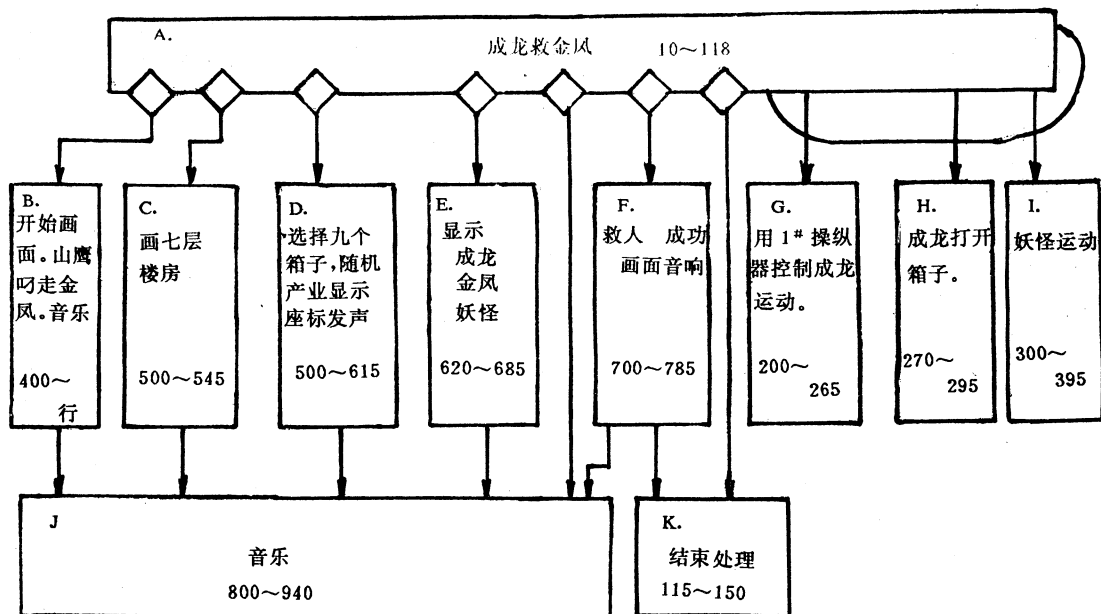 A.
成龙救金凤 10～118
B.
开始画
面。山鹰
叼走金
凤。音乐
400～
行
C.
画七层
楼房
500～545
D.
选择九个
箱子，随机
产业显示
座标发声
500～615
E.
显示
成龙
金凤
妖怪
620～685
F.
救人 成功
画面音响
700～785
G.
用1#操纵
器控制成龙
运动。
200～
265
H.
成龙打开
箱子。
270～
295
I.
妖怪运动
300～
395
J
音乐
800～940
K.
结束处理
115～150